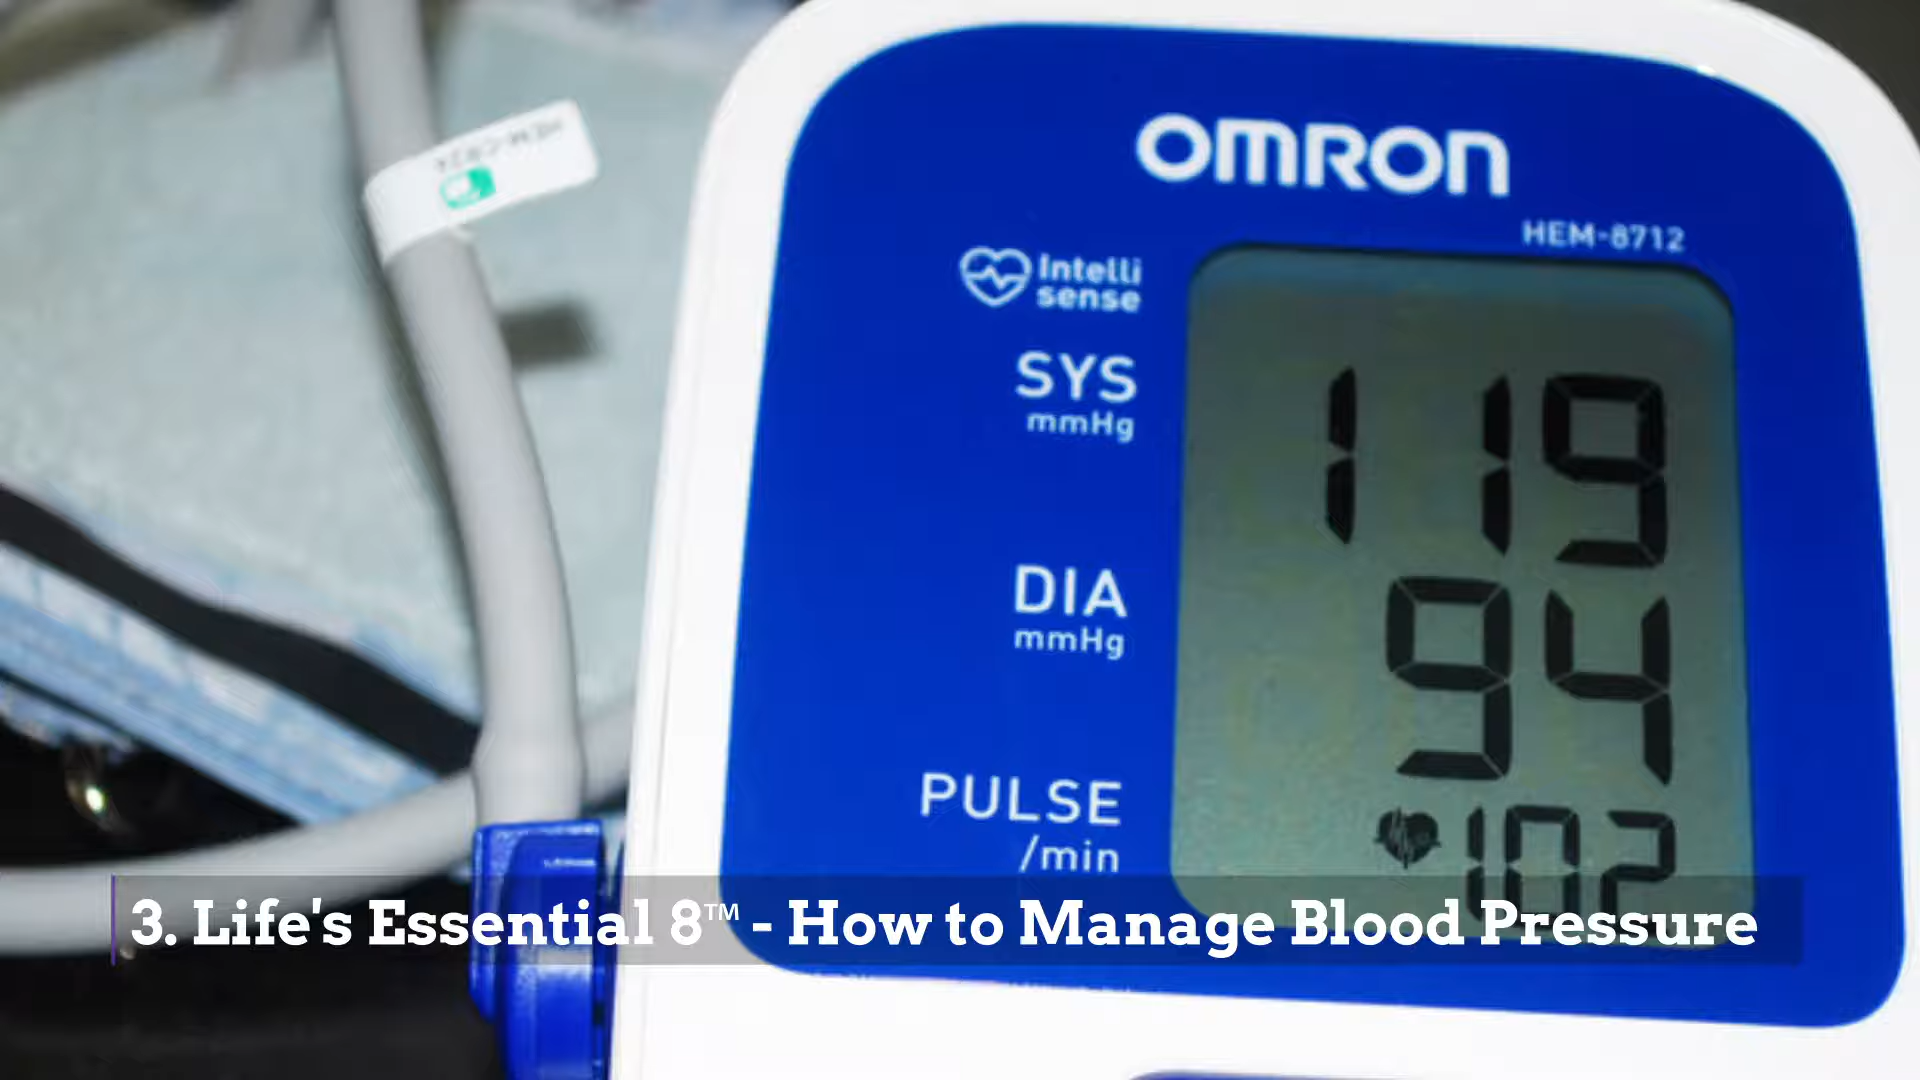 OMRON
HEM-8712
Intelli
sense
SYS
mmHg
119
DIA
mmHg
94
PULSE
/min
102
3. Life's Essential 8™ - How to Manage Blood Pressure